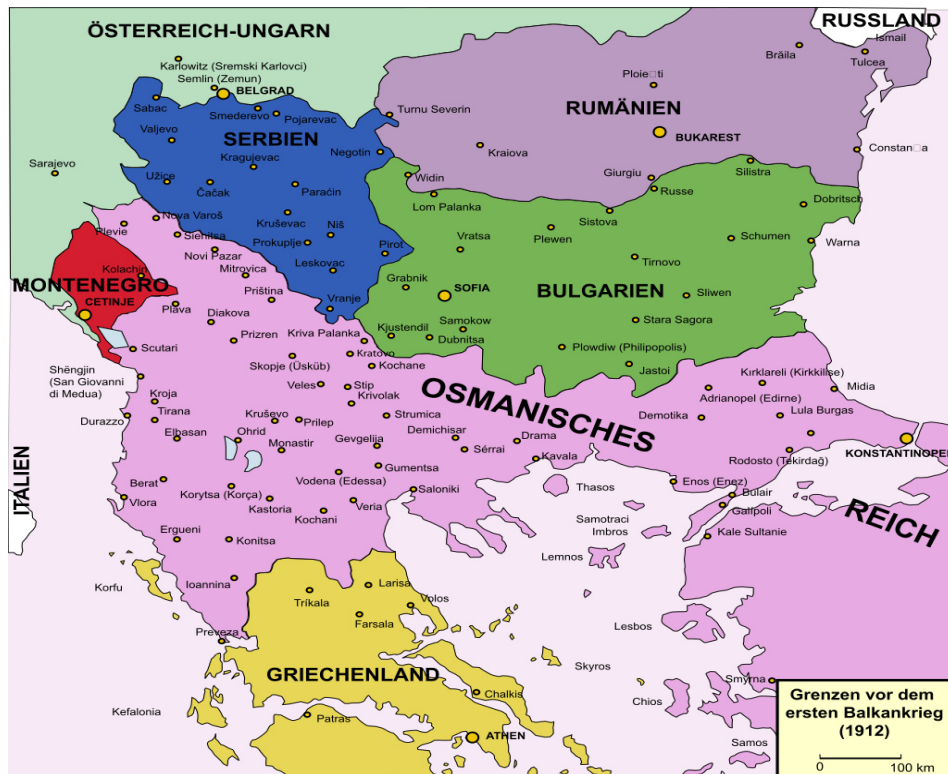 ÖSTERREICH-UNGARN
RUSSLAND
Ismail
Brăila
Tulcea
Karlowitz (Sremski Karlovci)
Semlin (Zemun)
BELGRAD
Sabac
Smederevo
Pojarevac
Turnu Severin
RUMÄNIEN
BUKAREST
Valjevo
SERBIEN
Negotin
Kraiova
Sarajevo
Kragujevac
Giurgiu
Silistra
Užice
Čačak
Paraćin
Widin
Russe
Lom Palanka
Dobritsch
Nova Varoš
Kruševac
Niš
Sistova
Plevie
Sienitsa
Prokuplje
Pirot
Vratsa
Plewen
Schumen
Warna
Novi Pazar
Mitrovica
Leskovac
Grabnik
Tirnovo
Kolachin
MONTENEGRO
CETINJE
Priština
Vranje
SOFIA
BULGARIEN
Sliwen
Plava
Diakova
Prizren
Kriva Palanka
Kjustendil
Samokow
Dubnitsa
Stara Sagora
Scutari
Skopje (Üsküb)
Kratovo
Kochane
Plowdiw (Philipopolis)
Jastoi
Shëngjin
(San Giovanni
di Medua)
Veles
Stip
Krivolak
OSMANISCHES
Kırklareli (Kirkkilise)
Adrianopel (Edirne)
Midia
Kroja
Tirana
Durazzo
Kruševo
Prilep
Strumica
Demotika
Lula Burgas
Elbasan
Ohrid
Monastir
Gevgelija
Demichisar
Sérrai
Drama
Kavala
KONSTANTINOPEL
ITALIEN
Berat
Vlora
Korytsa (Korça)
Vodena (Edessa)
Gumentsa
Saloniki
Thasos
Enos (Enez)
Rodosto (Tekirdağ)
Bulair
Galipoli
REICH
Kastoria
Kochani
Veria
Samotraci
Imbros
Kale Sultanie
Ergueni
Konitsa
Lemnos
Korfu
Ioannina
Tríkala
Larisa
Volos
Farsala
Preveza
Lesbos
GRIECHENLAND
Skyros
Chalkis
Chios
Smyrna
Kefalonia
Patras
ATHEN
Samos
Grenzen vor dem
ersten Balkankrieg
(1912)
0
100 km